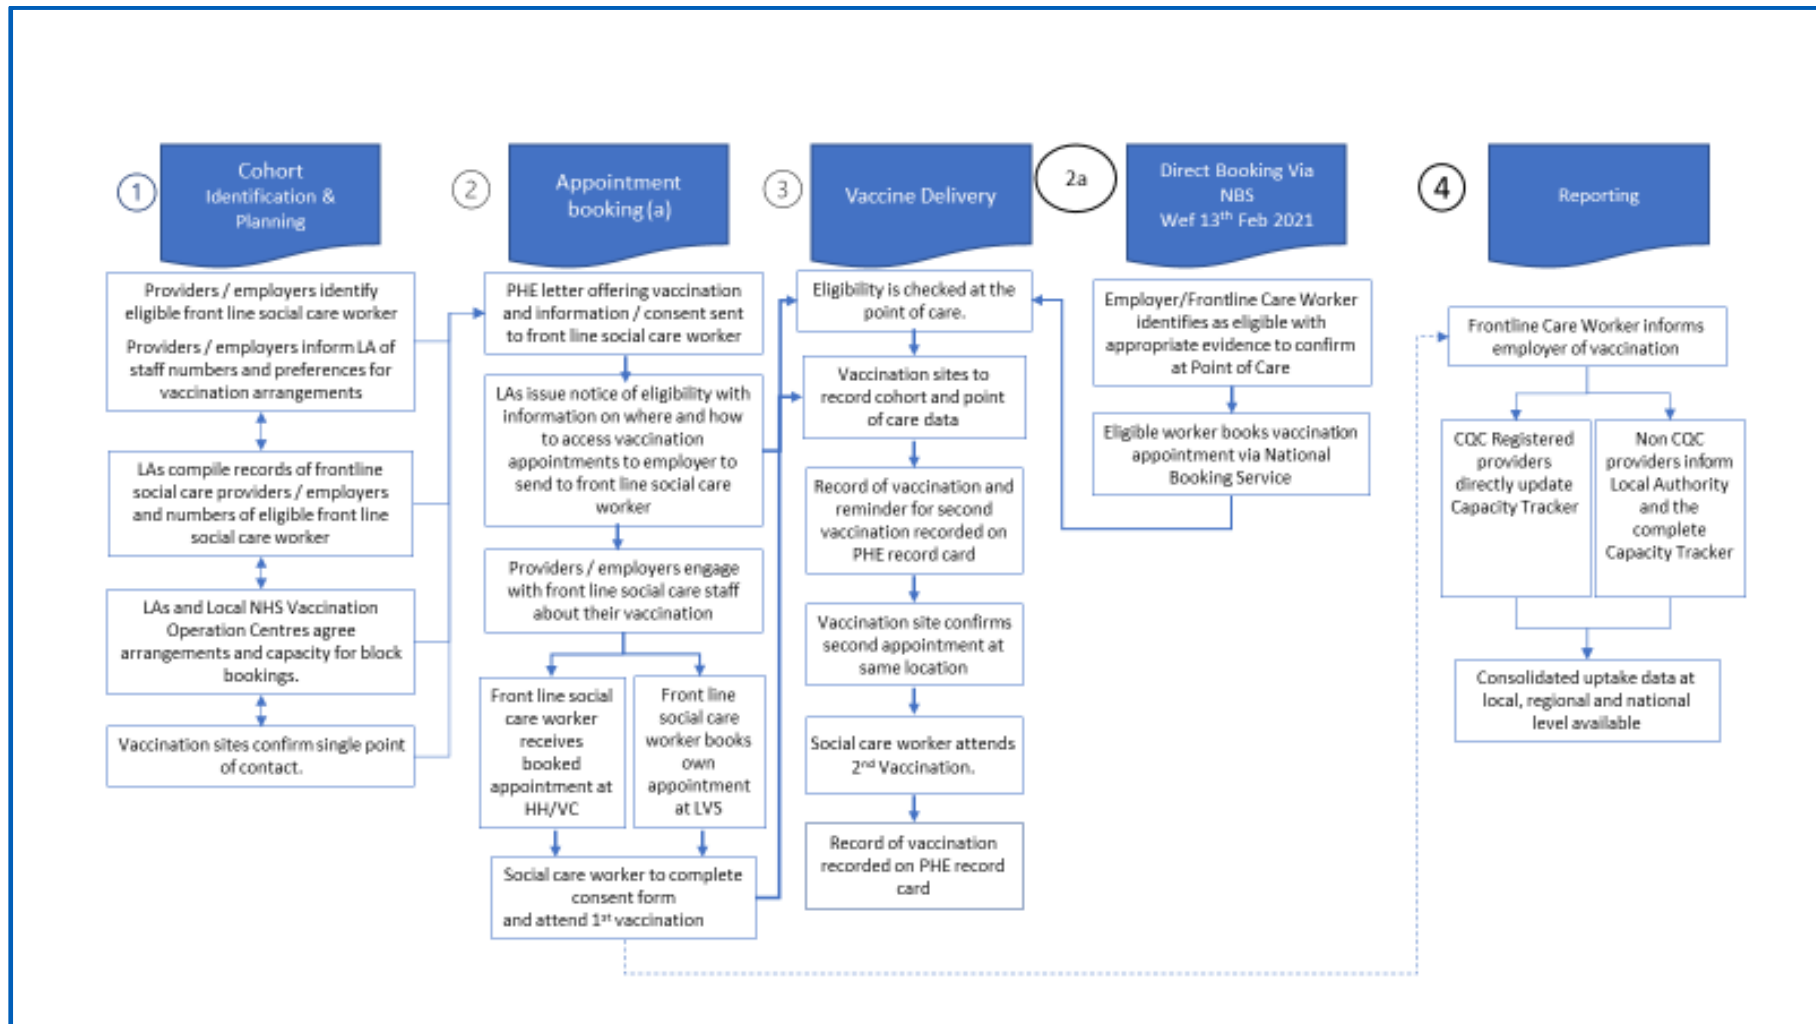 1
Cohort
Identification &
Planning
Providers / employers identify
eligible front line social care worker
Providers / employers inform LA of
staff numbers and preferences for
vaccination arrangements
LAs compile records of frontline
social care providers / employers
and numbers of eligible front line
social care worker
LAs and Local NHS Vaccination
Operation Centres agree
arrangements and capacity for block
bookings.
Vaccination sites confirm single point
of contact.
2
Appointment
booking (a)
PHE letter offering vaccination
and information / consent sent
to front line social care worker
LAs issue notice of eligibility with
information on where and how
to access vaccination
appointments to employer to
send to front line social care
worker
Providers / employers engage
with front line social care staff
about their vaccination
Front line social
care worker
receives
booked
appointment at
HH/VC
Front line
social care
worker books
own
appointment
at LVS
Social care worker to complete
consent form
and attend 1st vaccination
3
Vaccine Delivery
Eligibility is checked at the
point of care.
Vaccination sites to
record cohort and point
of care data
Record of vaccination and
reminder for second
vaccination recorded on
PHE record card
Vaccination site confirms
second appointment at
same location
Social care worker attends
2nd Vaccination.
Record of vaccination
recorded on PHE record
card
2a
Direct Booking Via
NBS
Wef 13th Feb 2021
Employer/Frontline Care Worker
identifies as eligible with
appropriate evidence to confirm
at Point of Care
Eligible worker books vaccination
appointment via National
Booking Service
4
Reporting
Frontline Care Worker informs
employer of vaccination
CQC Registered
providers
directly update
Capacity Tracker
Non CQC
providers inform
Local Authority
and the
complete
Capacity Tracker
Consolidated uptake data at
local, regional and national
level available